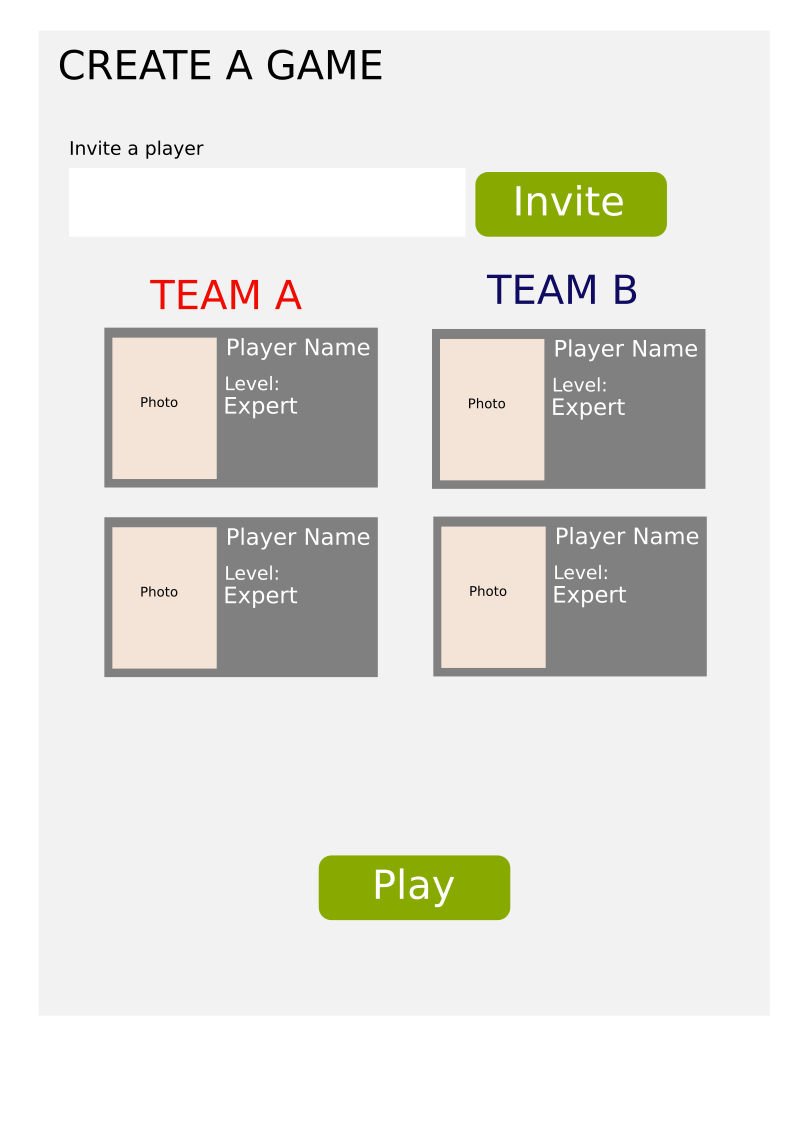 CREATE A GAME
Invite a player
Invite
TEAM A
TEAM B
Photo
Player Name
Level:
Expert
Photo
Player Name
Level:
Expert
Photo
Player Name
Level:
Expert
Photo
Player Name
Level:
Expert
Play